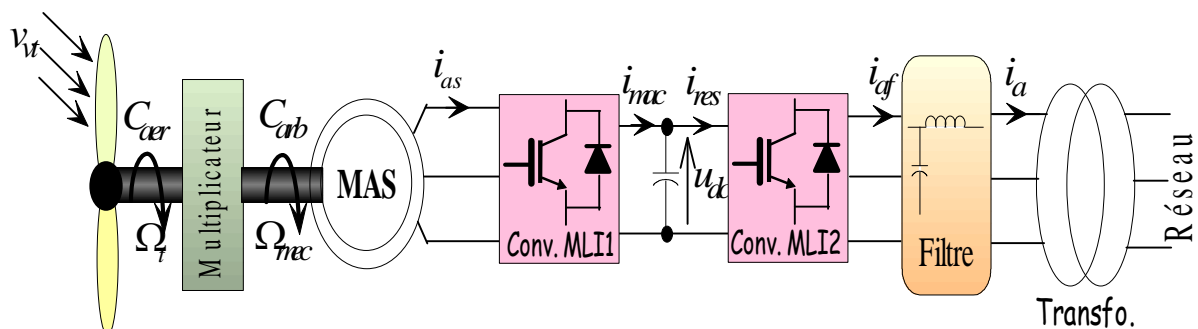 v_vt
C_aer
Ω_t
Multiplicateur
C_arb
Ω_mec
MAS
i_as
Conv. MLI1
i_mac
i_res
u_dc
Conv. MLI2
i_af
Filtre
i_a
Transfo.
Réseau